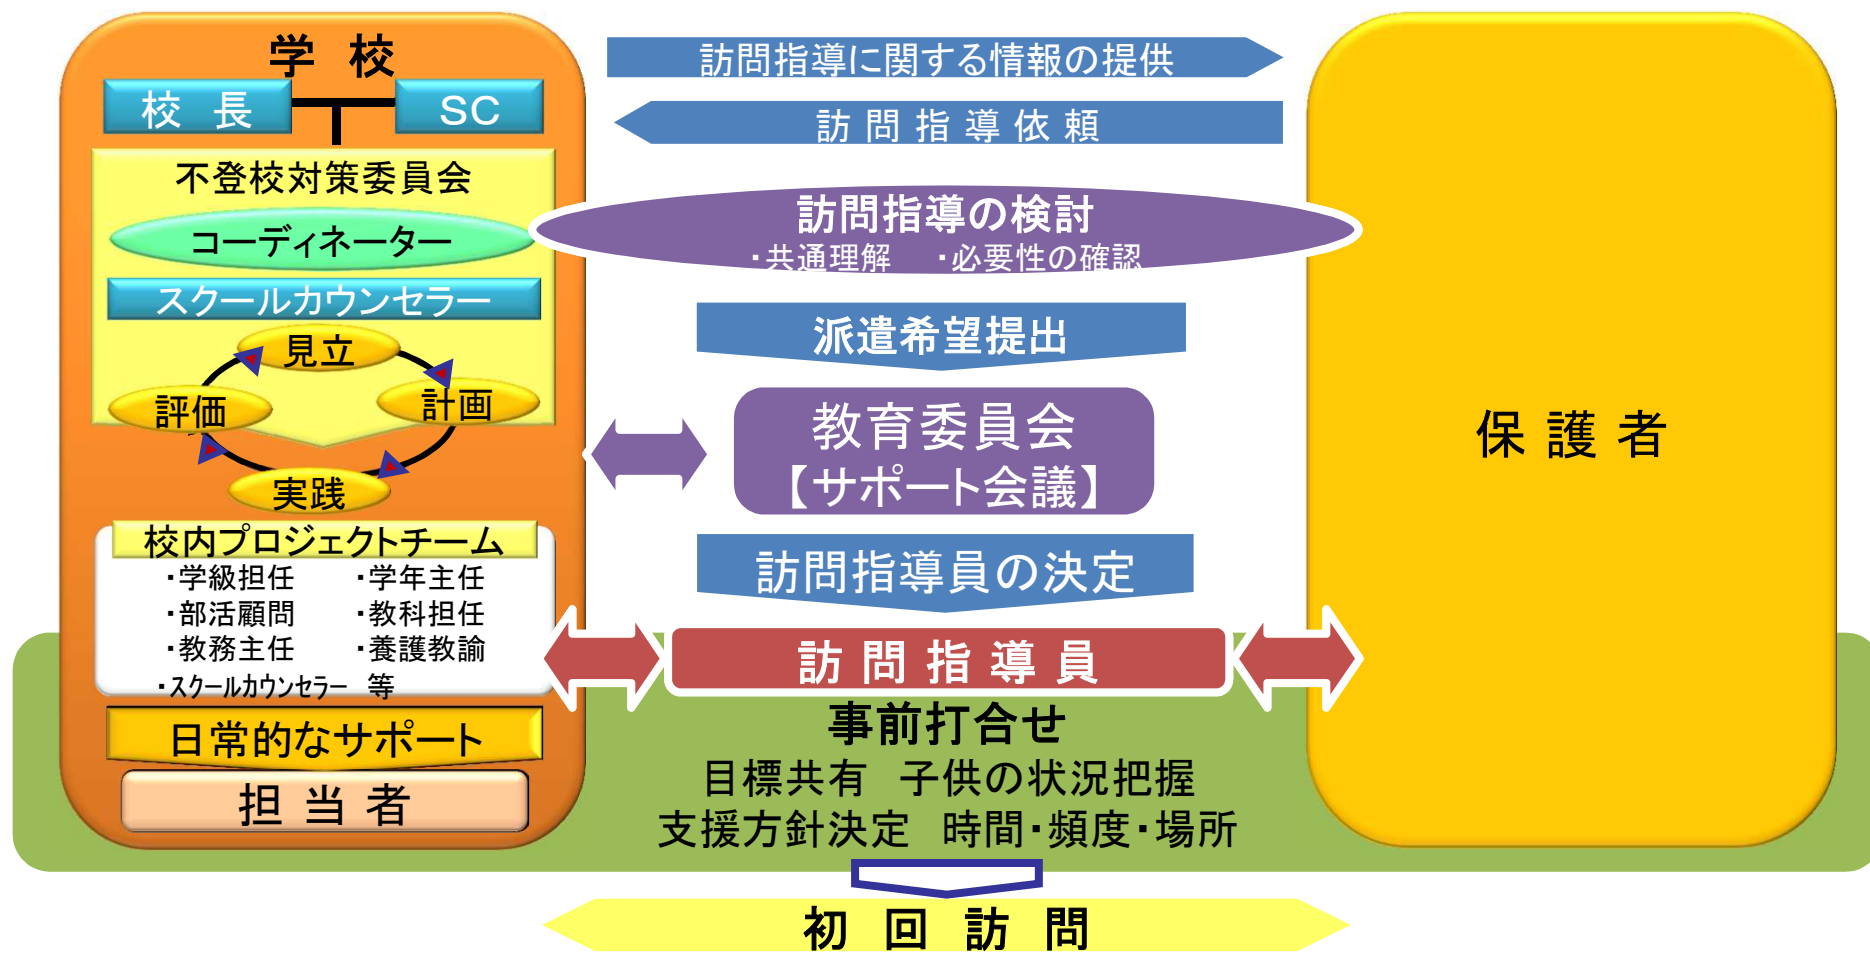 学 校
校 長
SC
不登校対策委員会
コーディネーター
スクールカウンセラー
見立
計画
評価
実践
校内プロジェクトチーム
・学級担任 ・学年主任
・部活顧問 ・教科担任
・教務主任 ・養護教諭
・スクールカウンセラー 等
日常的なサポート
担 当 者
訪問指導に関する情報の提供
訪 問 指 導 依 頼
訪問指導の検討
・共通理解 ・必要性の確認
派遣希望提出
教育委員会
【サポート会議】
訪問指導員の決定
訪 問 指 導 員
事前打合せ
目標共有 子供の状況把握
支援方針決定 時間・頻度・場所
初 回 訪 問
保 護 者